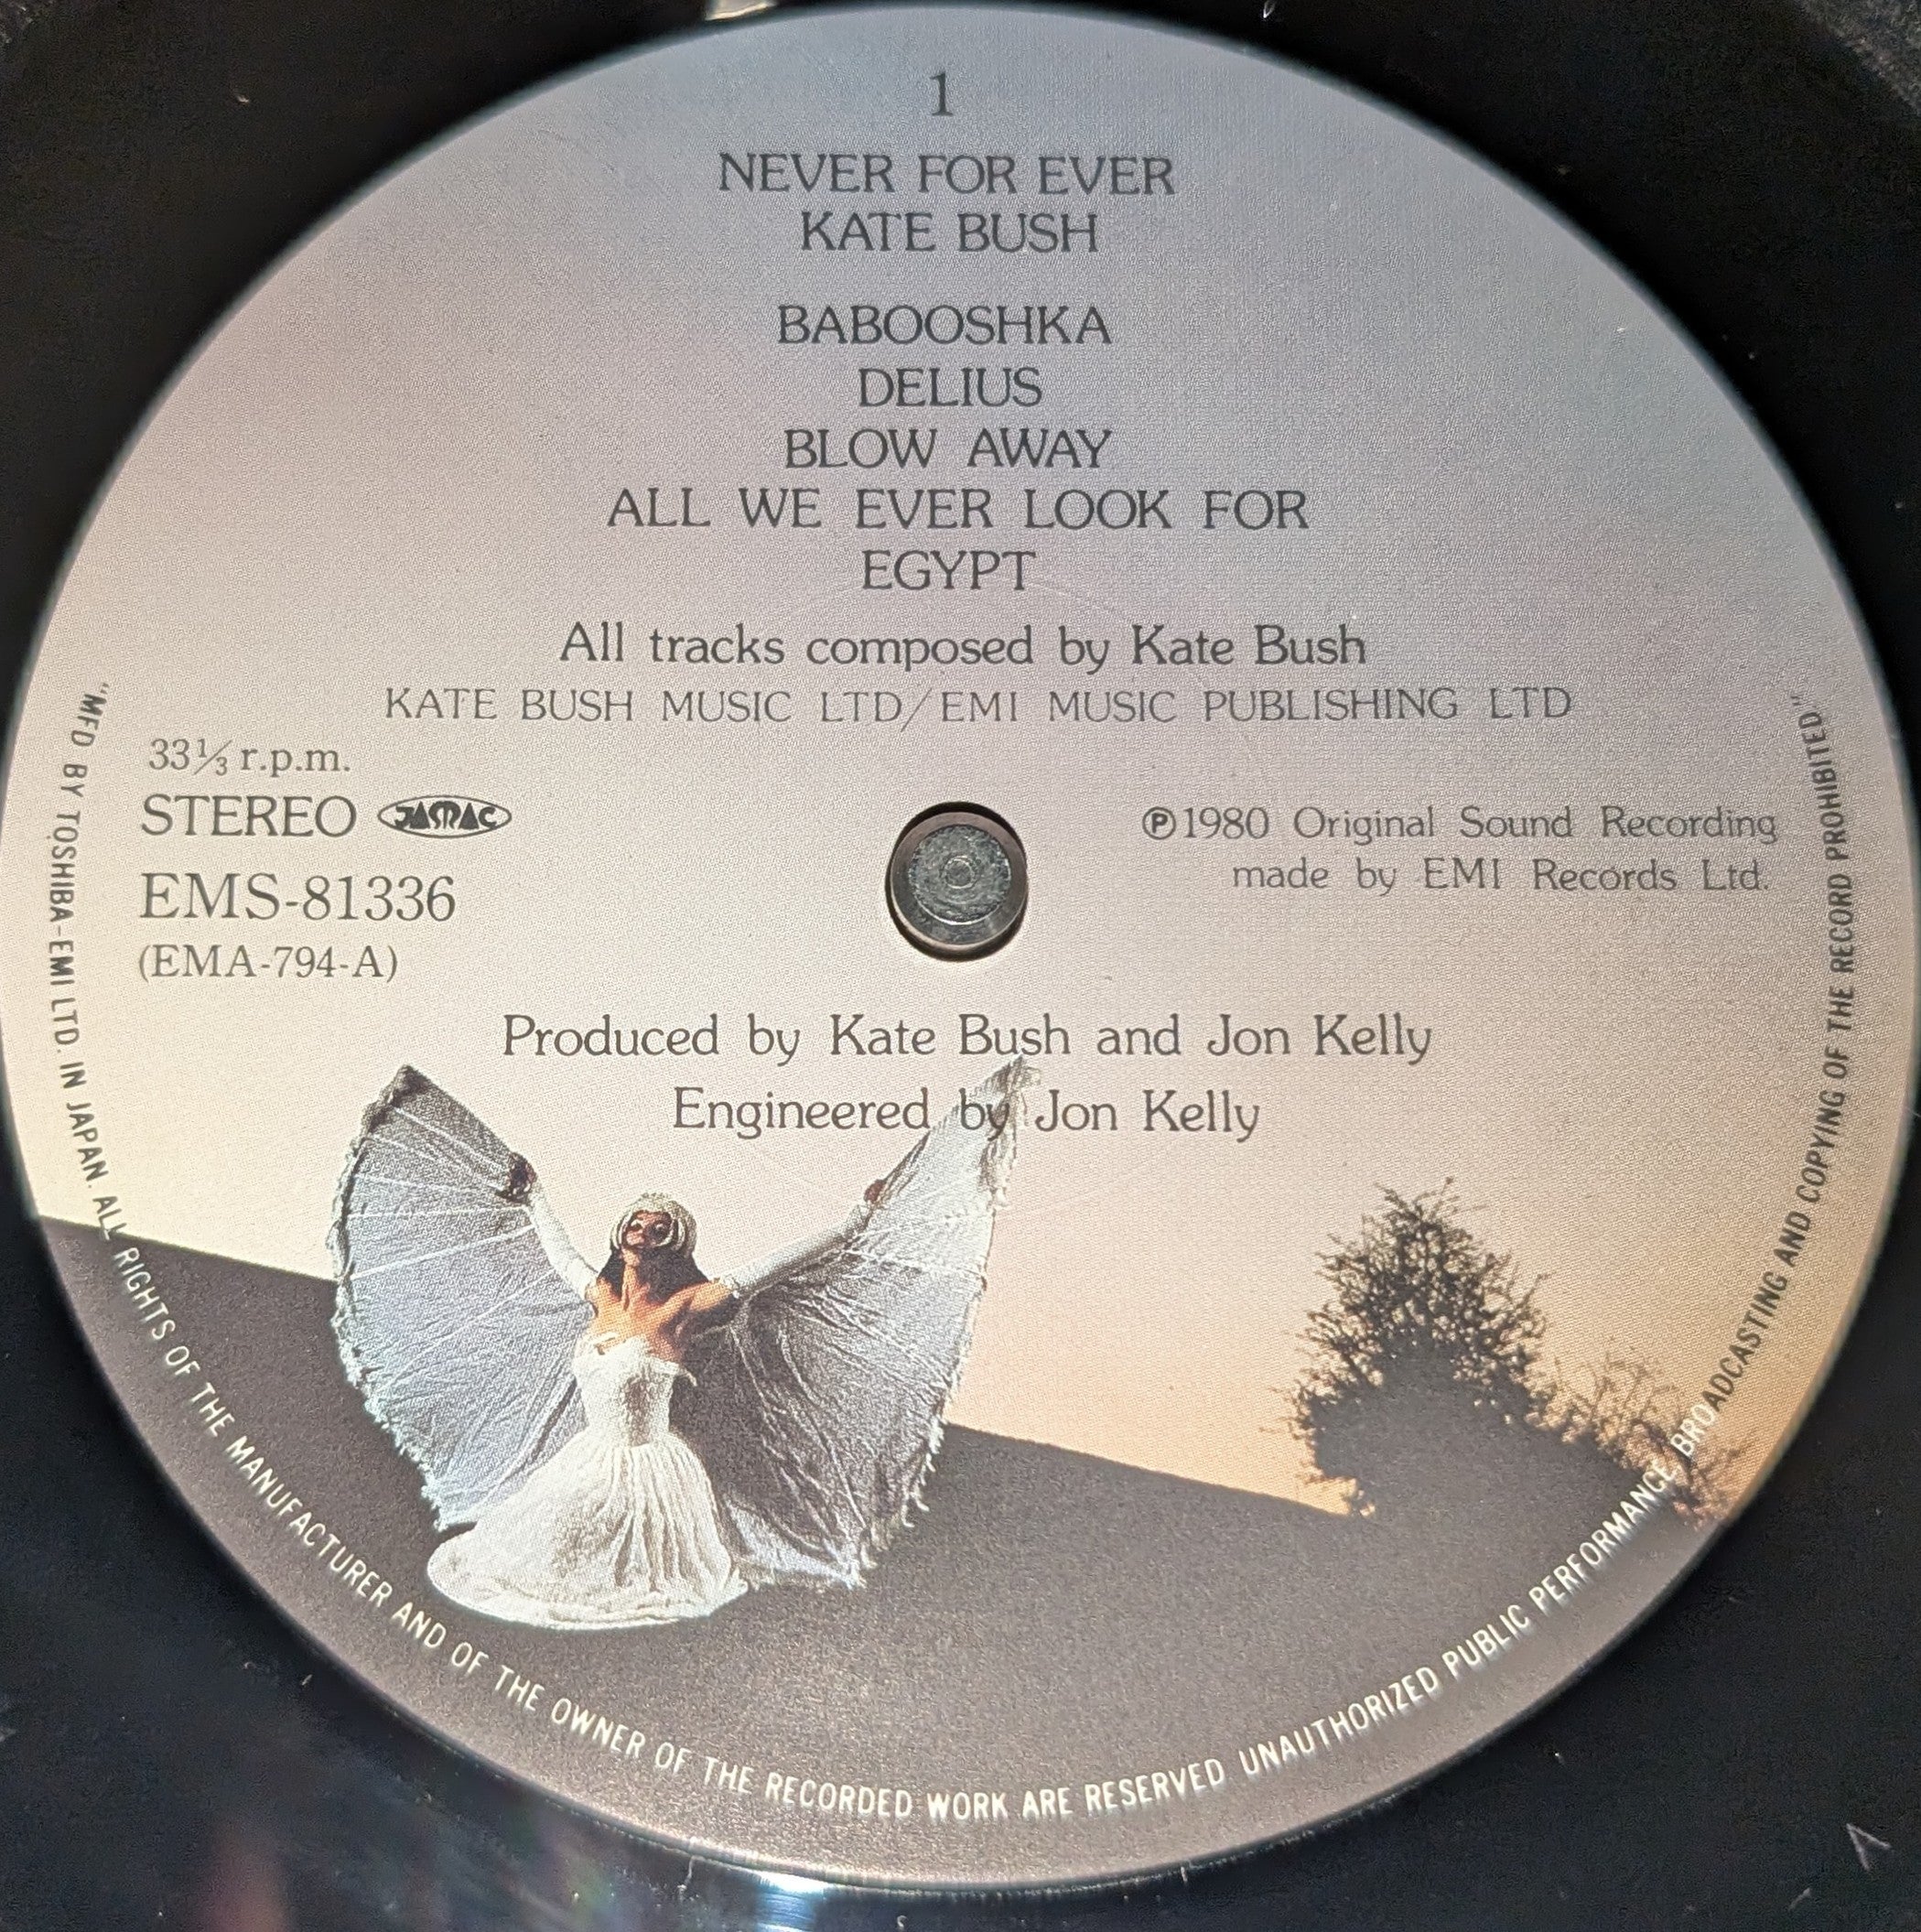 1
NEVER FOR EVER
KATE BUSH
BABOOSHKA
DELIUS
BLOW AWAY
ALL WE EVER LOOK FOR
EGYPT
All tracks composed by Kate Bush
KATE BUSH MUSIC LTD/EMI MUSIC PUBLISHING LTD
33⅓ r.p.m.
STEREO JASRAC
EMS-81336
(EMA-794-A)
℗1980 Original Sound Recording
made by EMI Records Ltd.
Produced by Kate Bush and Jon Kelly
Engineered by Jon Kelly
"MFD BY TOSHIBA-EMI LTD. IN JAPAN. ALL RIGHTS OF THE MANUFACTURER AND OF THE OWNER OF THE RECORDED WORK ARE RESERVED UNAUTHORIZED PUBLIC PERFORMANCE BROADCASTING AND COPYING OF THE RECORD PROHIBITED."